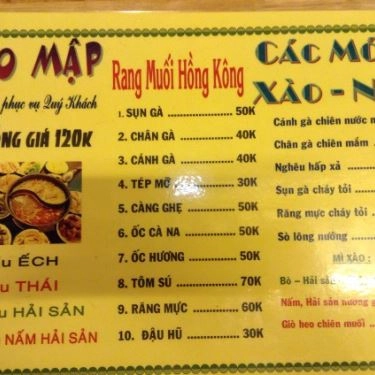 MẬP
phục vụ Quý Khách
GIÁ 120K
ẾCH
THÁI
HẢI SẢN
NẤM HẢI SẢN
Rang Muối Hồng Kông
1. SỤN GÀ 50K
2. CHÂN GÀ 40K
3. CÁNH GÀ 40K
4. TÉP MỠ 30K
5. CÀNG GHẸ 50K
6. ỐC CÀ NA 50K
7. ỐC HƯƠNG 50K
8. TÔM SÚ 70K
9. RĂNG MỰC 60K
10. ĐẬU HŨ 30K
CÁC MÓ
XÀO - N
Cánh gà chiên nước m
Chân gà chiên mắm
Nghêu hấp xả
Sụn gà cháy tỏi
Răng mực cháy tỏi
Sò lông nướng
MÌ XÀO :
Bò - Hải sản
Nấm, Hải sản hương g
Giò heo chiên muối